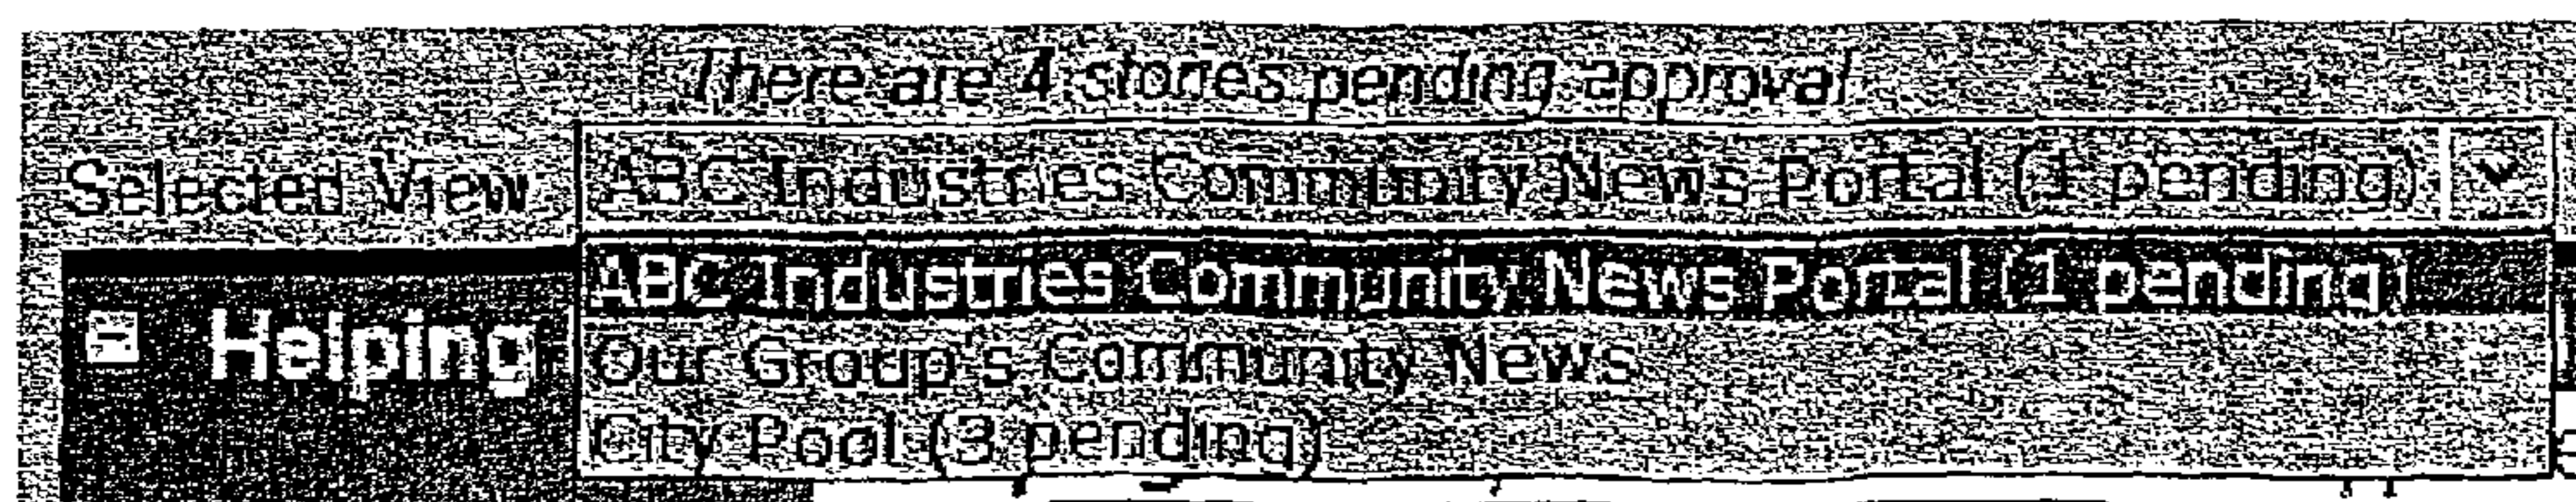 There are 4 stories pending approval
Selected View ABC Industries Community News Portal (1 pending)
ABC Industries Community News Portal (1 pending)
Helping
Our Group's Community News
City Pool (3 pending)